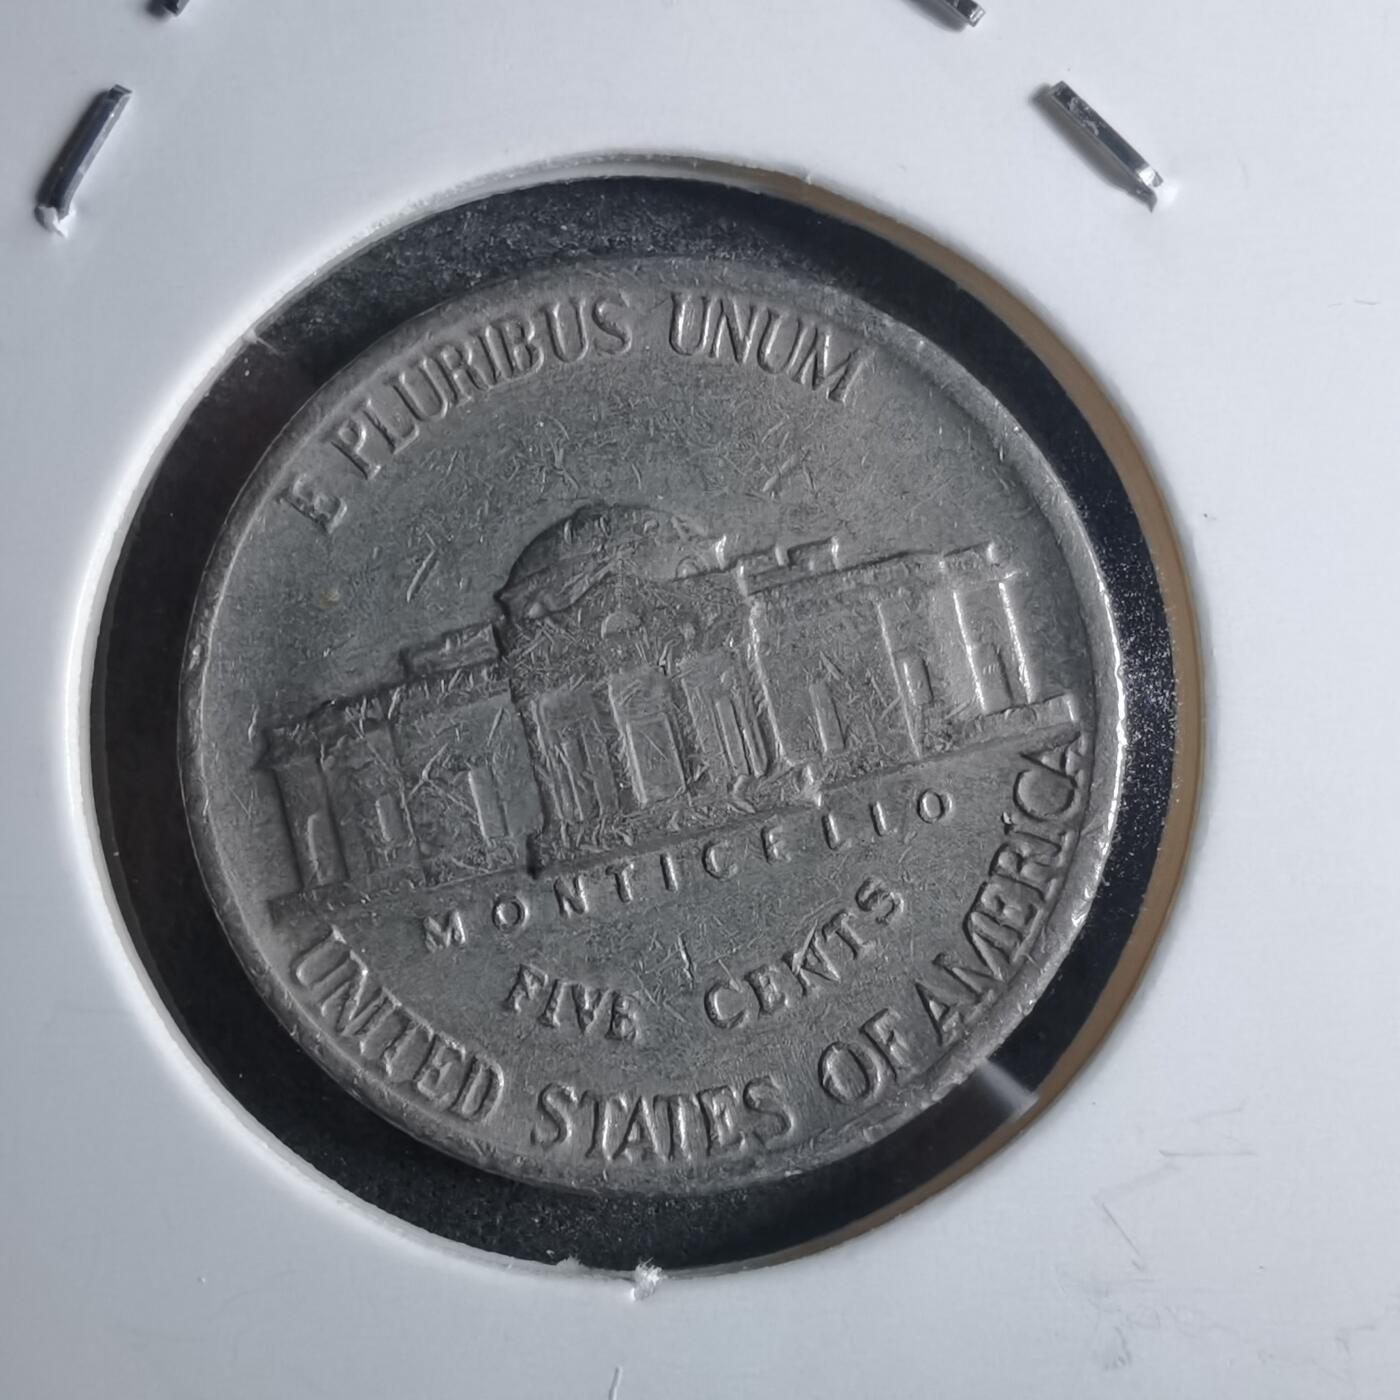 E PLURIBUS UNUM
MONTICELLO
FIVE CENTS
UNITED STATES OF AMERICA